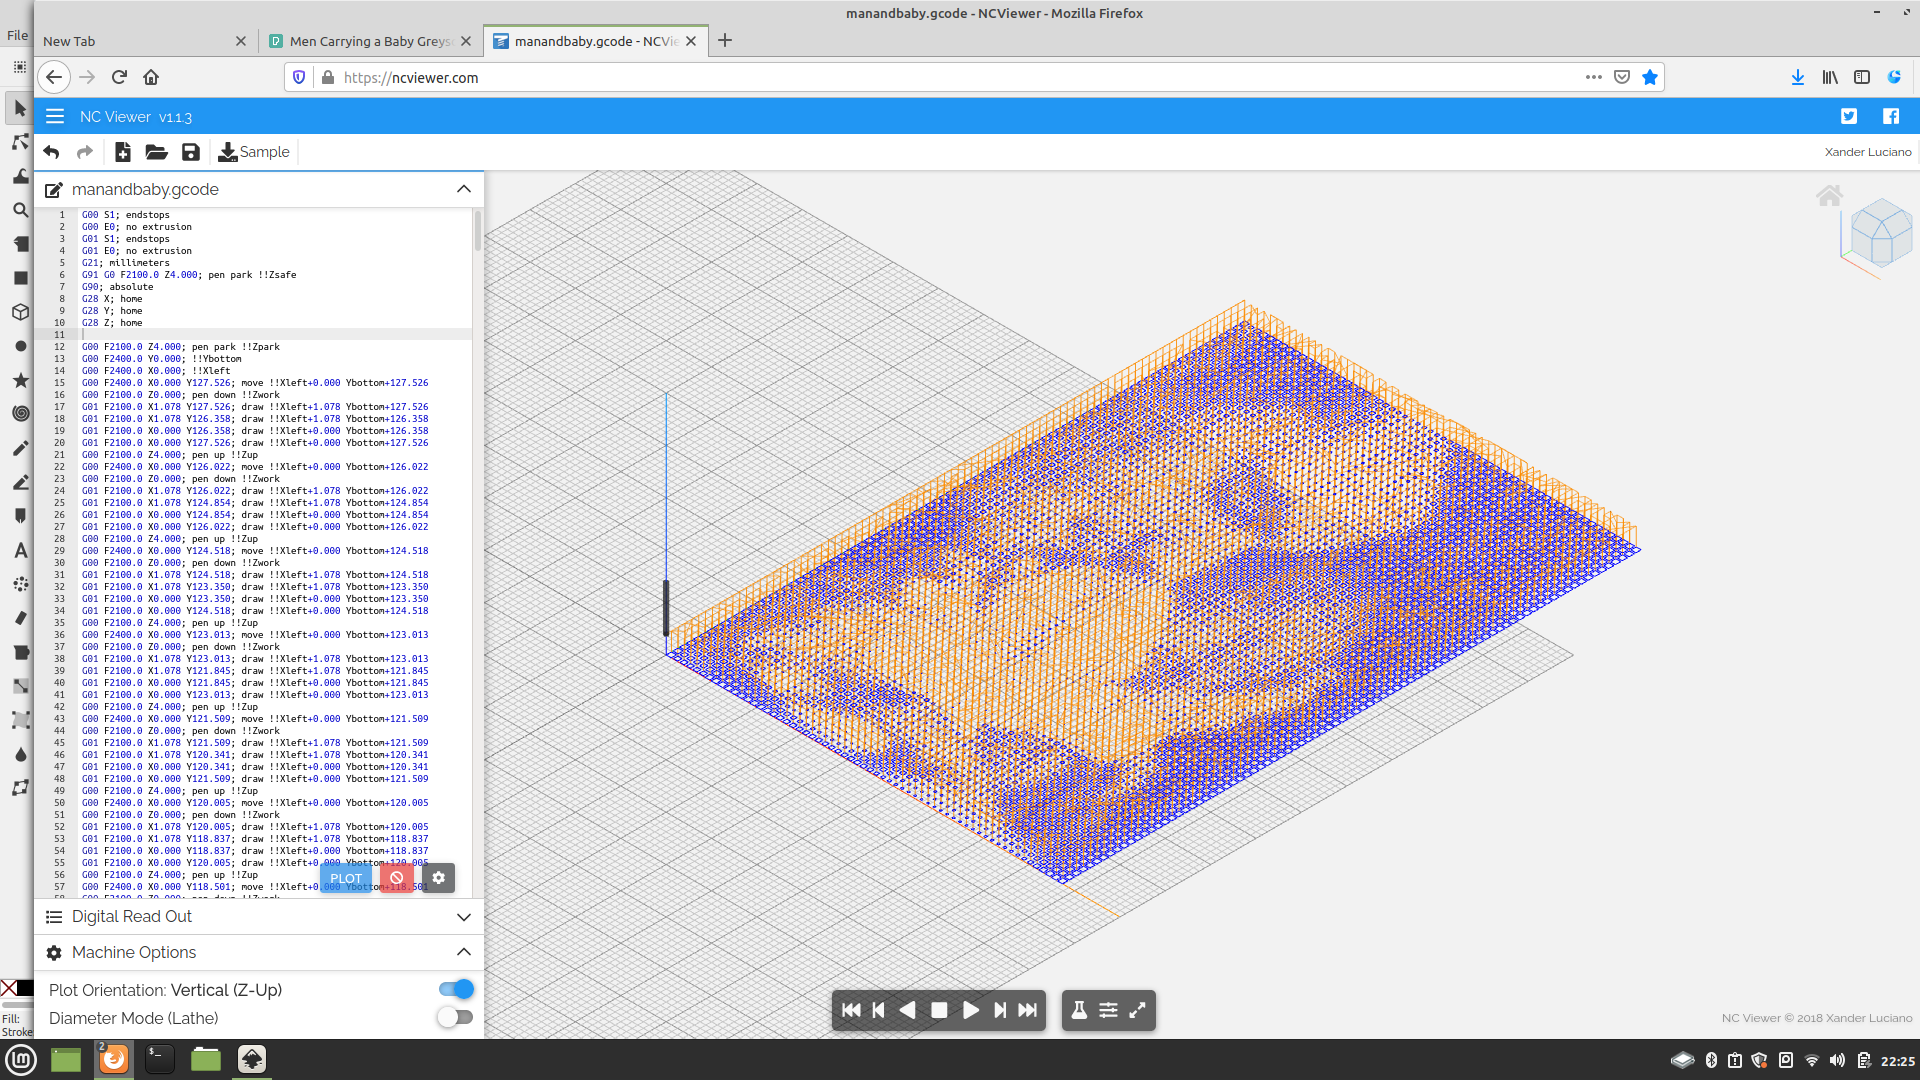 manandbaby.gcode - NCViewer - Mozilla Firefox
File
New Tab
Men Carrying a Baby Greys
manandbaby.gcode - NCVie
https://ncviewer.com
NC Viewer v1.1.3
Sample
Xander Luciano
manandbaby.gcode
1 G00 S1; endstops
2 G00 E0; no extrusion
3 G01 S1; endstops
4 G01 E0; no extrusion
5 G21; millimeters
6 G91 G0 F2100.0 Z4.000; pen park !!Zsafe
7 G90; absolute
8 G28 X; home
9 G28 Y; home
10 G28 Z; home
11
12 G00 F2100.0 Z4.000; pen park !!Zpark
13 G00 F2400.0 Y0.000; !!Ybottom
14 G00 F2400.0 X0.000; !!Xleft
15 G00 F2400.0 X0.000 Y127.526; move !!Xleft+0.000 Ybottom+127.526
16 G00 F2100.0 Z0.000; pen down !!Zwork
17 G01 F2100.0 X1.078 Y127.526; draw !!Xleft+1.078 Ybottom+127.526
18 G01 F2100.0 X1.078 Y126.358; draw !!Xleft+1.078 Ybottom+126.358
19 G01 F2100.0 X0.000 Y126.358; draw !!Xleft+0.000 Ybottom+126.358
20 G01 F2100.0 X0.000 Y127.526; draw !!Xleft+0.000 Ybottom+127.526
21 G00 F2100.0 Z4.000; pen up !!Zup
22 G00 F2400.0 X0.000 Y126.022; move !!Xleft+0.000 Ybottom+126.022
23 G00 F2100.0 Z0.000; pen down !!Zwork
24 G01 F2100.0 X1.078 Y126.022; draw !!Xleft+1.078 Ybottom+126.022
25 G01 F2100.0 X1.078 Y124.854; draw !!Xleft+1.078 Ybottom+124.854
26 G01 F2100.0 X0.000 Y124.854; draw !!Xleft+0.000 Ybottom+124.854
27 G01 F2100.0 X0.000 Y126.022; draw !!Xleft+0.000 Ybottom+126.022
28 G00 F2100.0 Z4.000; pen up !!Zup
29 G00 F2400.0 X0.000 Y124.518; move !!Xleft+0.000 Ybottom+124.518
30 G00 F2100.0 Z0.000; pen down !!Zwork
31 G01 F2100.0 X1.078 Y124.518; draw !!Xleft+1.078 Ybottom+124.518
32 G01 F2100.0 X1.078 Y123.350; draw !!Xleft+1.078 Ybottom+123.350
33 G01 F2100.0 X0.000 Y123.350; draw !!Xleft+0.000 Ybottom+123.350
34 G01 F2100.0 X0.000 Y124.518; draw !!Xleft+0.000 Ybottom+124.518
35 G00 F2100.0 Z4.000; pen up !!Zup
36 G00 F2400.0 X0.000 Y123.013; move !!Xleft+0.000 Ybottom+123.013
37 G00 F2100.0 Z0.000; pen down !!Zwork
38 G01 F2100.0 X1.078 Y123.013; draw !!Xleft+1.078 Ybottom+123.013
39 G01 F2100.0 X1.078 Y121.845; draw !!Xleft+1.078 Ybottom+121.845
40 G01 F2100.0 X0.000 Y121.845; draw !!Xleft+0.000 Ybottom+121.845
41 G01 F2100.0 X0.000 Y123.013; draw !!Xleft+0.000 Ybottom+123.013
42 G00 F2100.0 Z4.000; pen up !!Zup
43 G00 F2400.0 X0.000 Y121.509; move !!Xleft+0.000 Ybottom+121.509
44 G00 F2100.0 Z0.000; pen down !!Zwork
45 G01 F2100.0 X1.078 Y121.509; draw !!Xleft+1.078 Ybottom+121.509
46 G01 F2100.0 X1.078 Y120.341; draw !!Xleft+1.078 Ybottom+120.341
47 G01 F2100.0 X0.000 Y120.341; draw !!Xleft+0.000 Ybottom+120.341
48 G01 F2100.0 X0.000 Y121.509; draw !!Xleft+0.000 Ybottom+121.509
49 G00 F2100.0 Z4.000; pen up !!Zup
50 G00 F2400.0 X0.000 Y120.005; move !!Xleft+0.000 Ybottom+120.005
51 G00 F2100.0 Z0.000; pen down !!Zwork
52 G01 F2100.0 X1.078 Y120.005; draw !!Xleft+1.078 Ybottom+120.005
53 G01 F2100.0 X1.078 Y118.837; draw !!Xleft+1.078 Ybottom+118.837
54 G01 F2100.0 X0.000 Y118.837; draw !!Xleft+0.000 Ybottom+118.837
55 G01 F2100.0 X0.000 Y120.005; draw !!Xleft+0.000 Ybottom+120.005
56 G00 F2100.0 Z4.000; pen up !!Zup
57 G00 F2400.0 X0.000 Y118.501; move !!Xleft+0.000 Ybottom+118.501
PLOT
Digital Read Out
Machine Options
Plot Orientation: Vertical (Z-Up)
Diameter Mode (Lathe)
Fill:
Stroke
NC Viewer © 2018 Xander Luciano
2
22:25